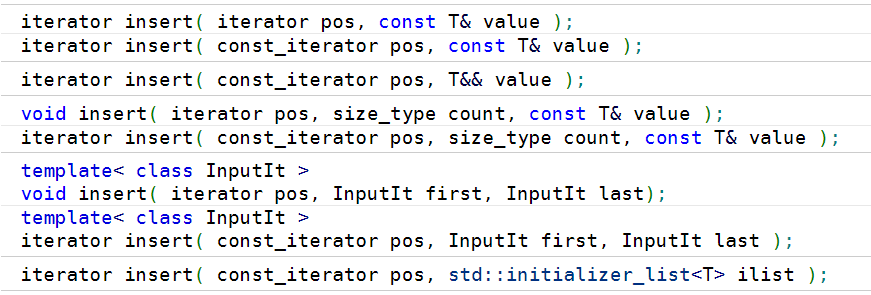 iterator insert( iterator pos, const T& value );
iterator insert( const_iterator pos, const T& value );
iterator insert( const_iterator pos, T&& value );
void insert( iterator pos, size_type count, const T& value );
iterator insert( const_iterator pos, size_type count, const T& value );
template< class InputIt >
void insert( iterator pos, InputIt first, InputIt last);
template< class InputIt >
iterator insert( const_iterator pos, InputIt first, InputIt last );
iterator insert( const_iterator pos, std::initializer_list<T> ilist );